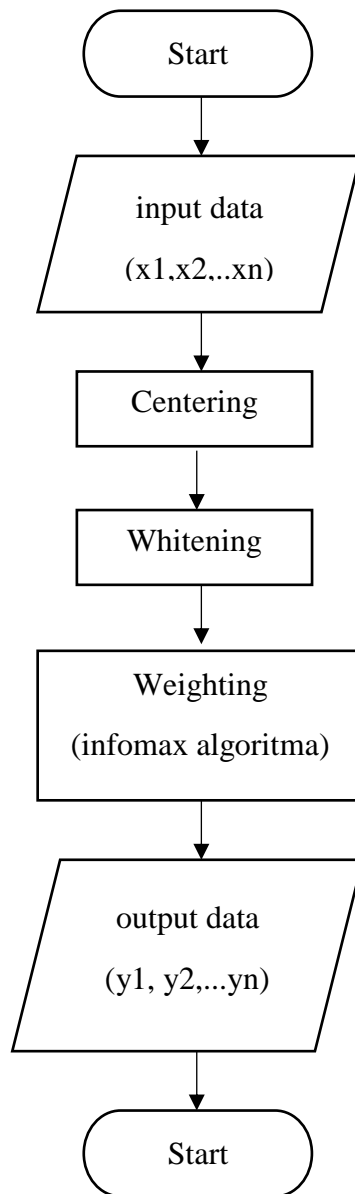 Start
input data
(x1,x2,..xn)
Centering
Whitening
Weighting
(infomax algoritma)
output data
(y1, y2,...yn)
Start